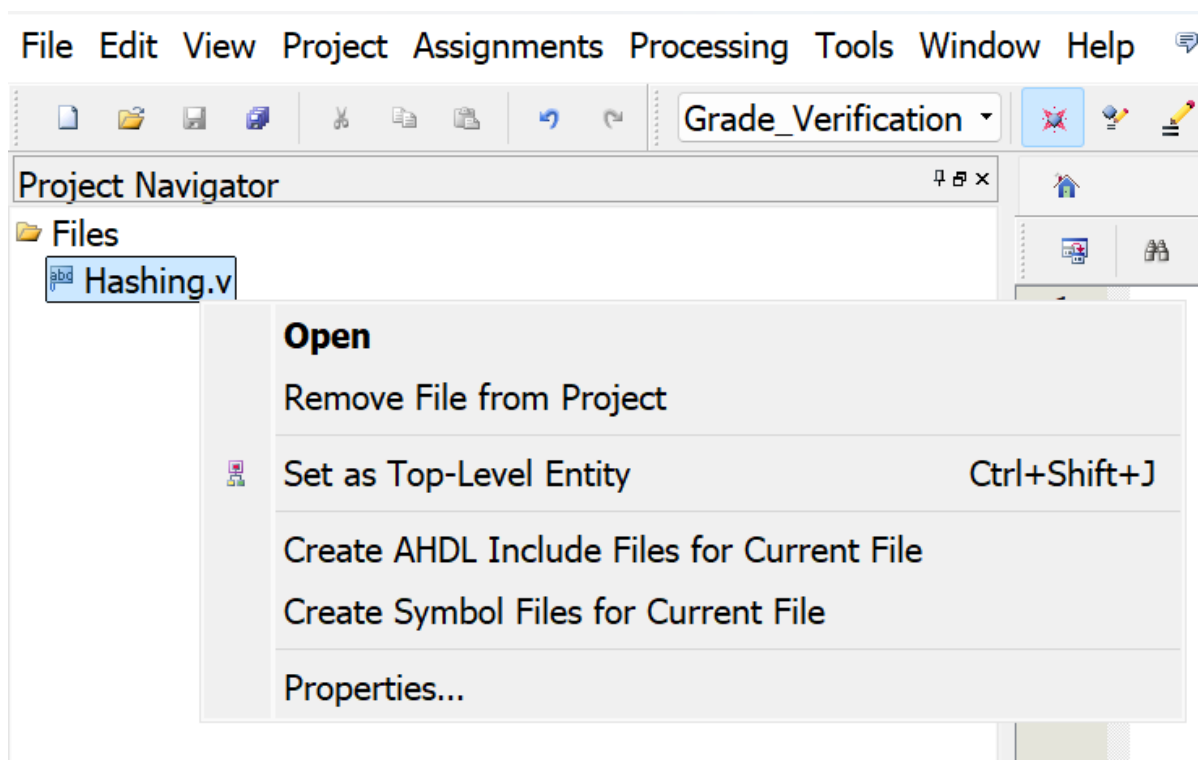 File Edit View Project Assignments Processing Tools Window Help
Grade_Verification
Project Navigator
Files
abd Hashing.v
Open
Remove File from Project
Set as Top-Level Entity Ctrl+Shift+J
Create AHDL Include Files for Current File
Create Symbol Files for Current File
Properties...